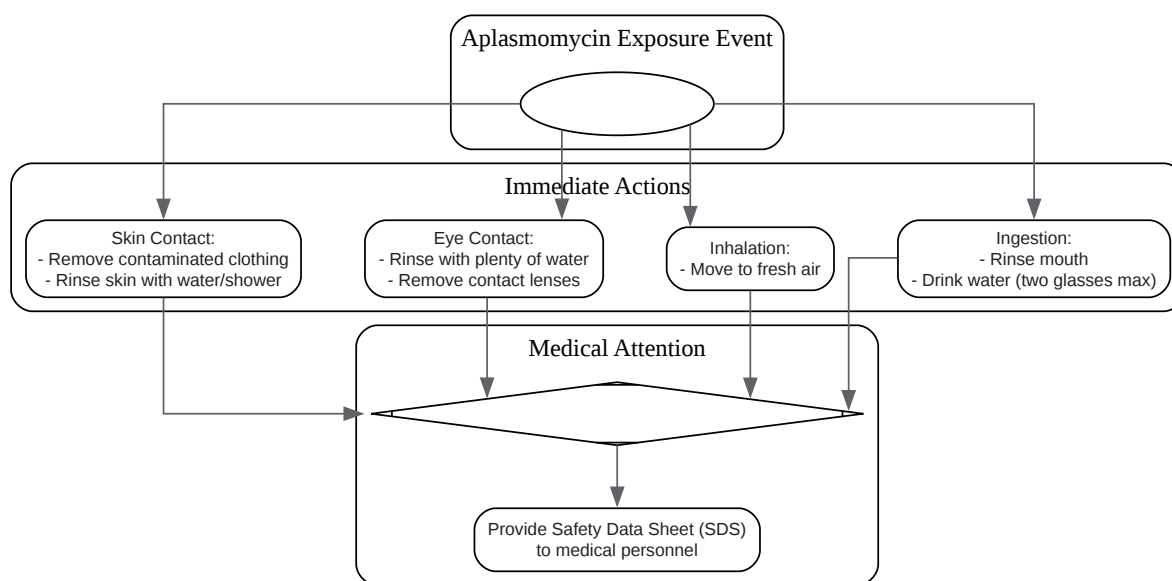 Aplasmomycin Exposure Event
Immediate Actions
Skin Contact:
- Remove contaminated clothing
- Rinse skin with water/shower
Eye Contact:
- Rinse with plenty of water
- Remove contact lenses
Inhalation:
- Move to fresh air
Ingestion:
- Rinse mouth
- Drink water (two glasses max)
Medical Attention
Provide Safety Data Sheet (SDS)
to medical personnel